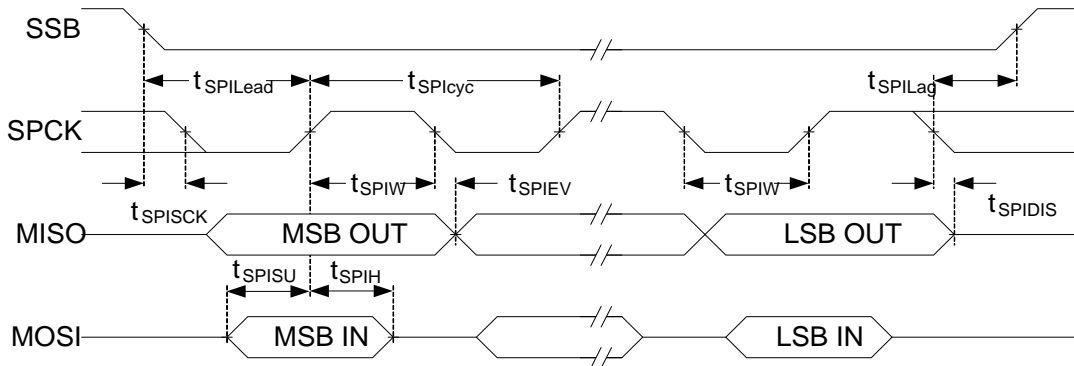 SSB
tSPILead
tSPIcyc
tSPILag
SPCK
tSPIW
tSPIEV
tSPIW
tSPISCK
tSPIDIS
MISO
MSB OUT
LSB OUT
tSPISU
tSPIH
MOSI
MSB IN
LSB IN